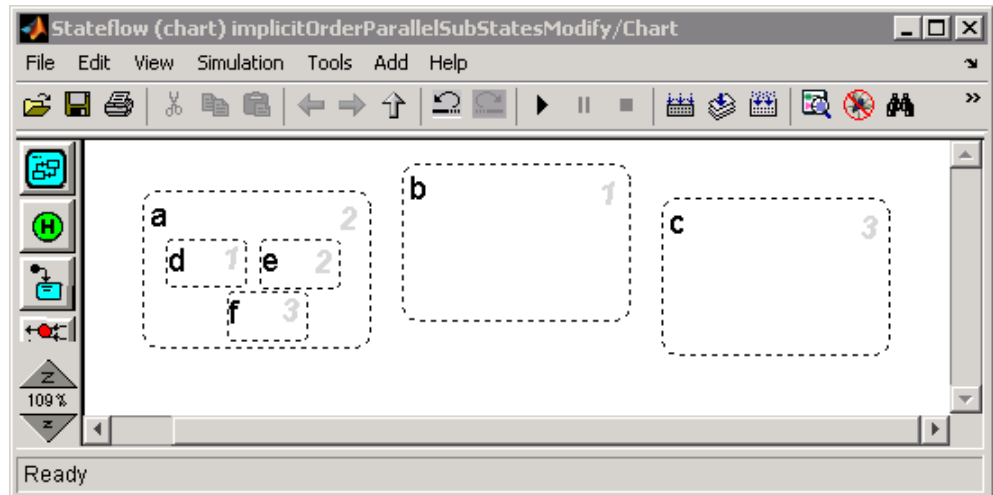 Stateflow (chart) implicitOrderParallelSubStatesModify/Chart
File Edit View Simulation Tools Add Help
H
a 2
b 1
c 3
d 1
e 2
f 3
Z
109%
z
Ready